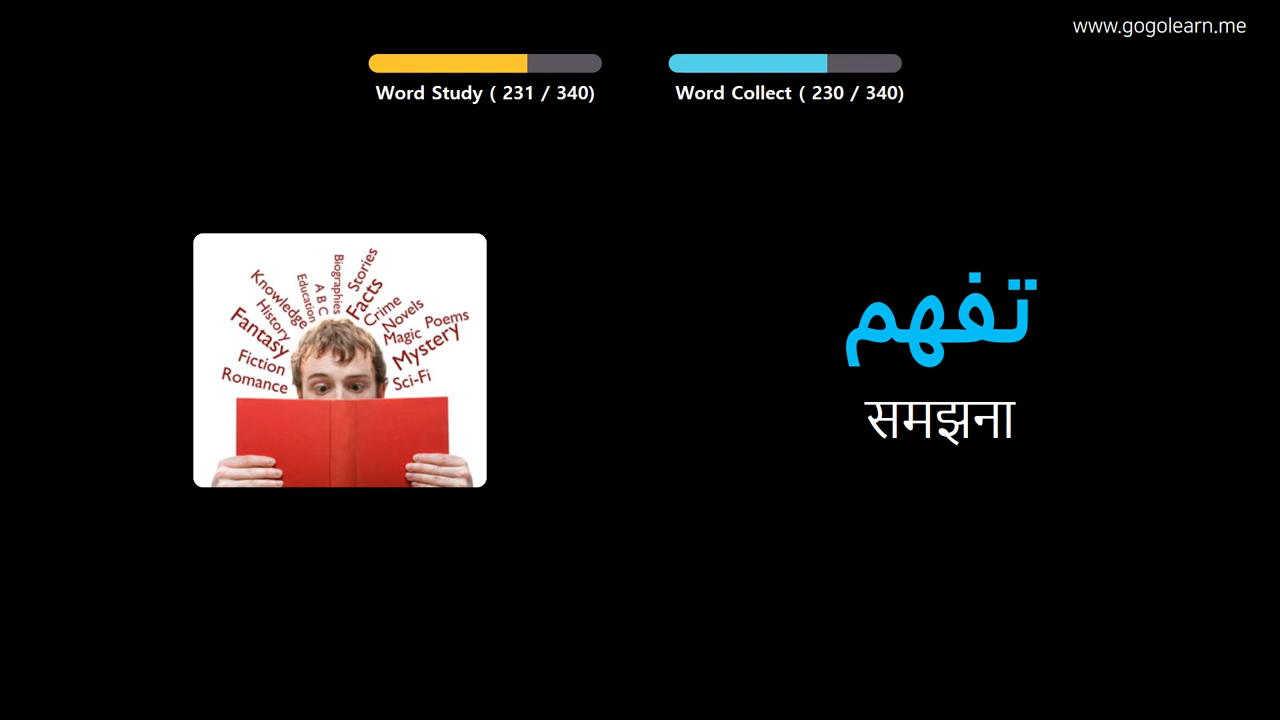 www.gogolearn.me
Word Study ( 231 / 340)
Word Collect ( 230 / 340)
Knowledge
History
Fantasy
Fiction
Romance
Education
A B C
Biographies
Stories
Facts
Crime
Novels
Magic
Poems
Mystery
Sci-Fi
تفهم
समझना